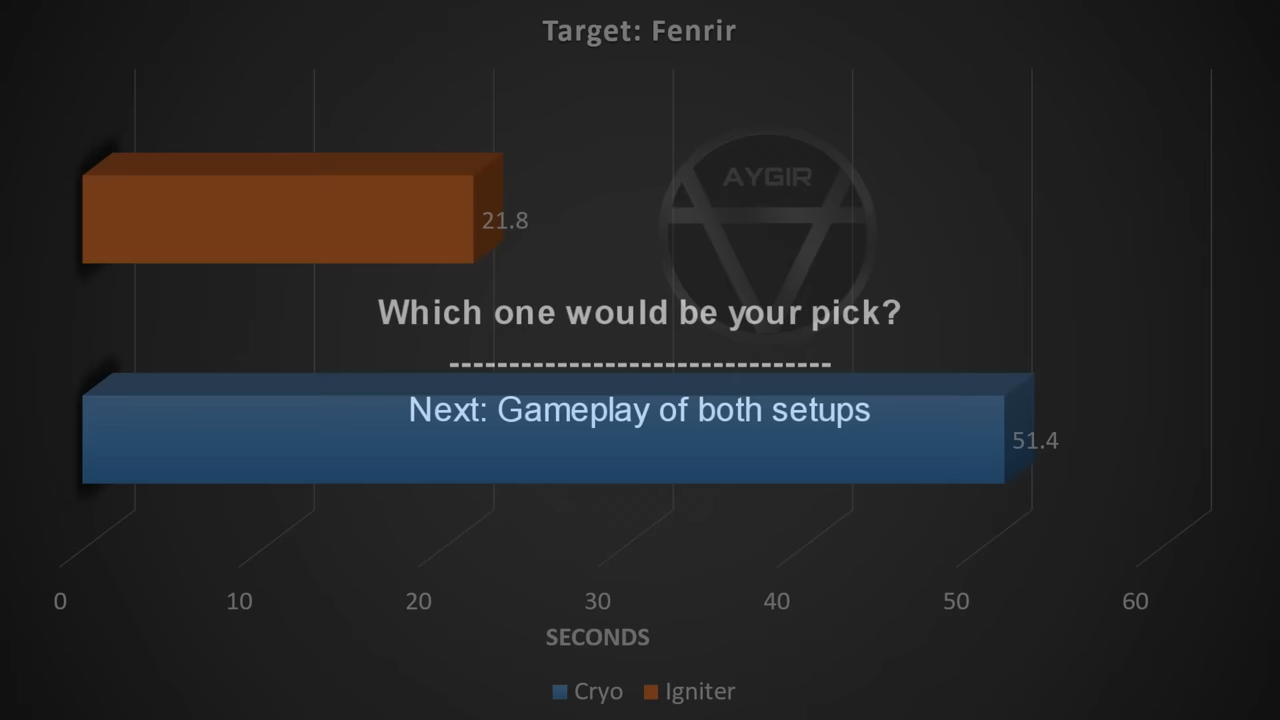 Target: Fenrir
AYGIR
21.8
Which one would be your pick?
--------------------------------
Next: Gameplay of both setups
51.4
0 10 20 30 40 50 60
SECONDS
Cryo Igniter